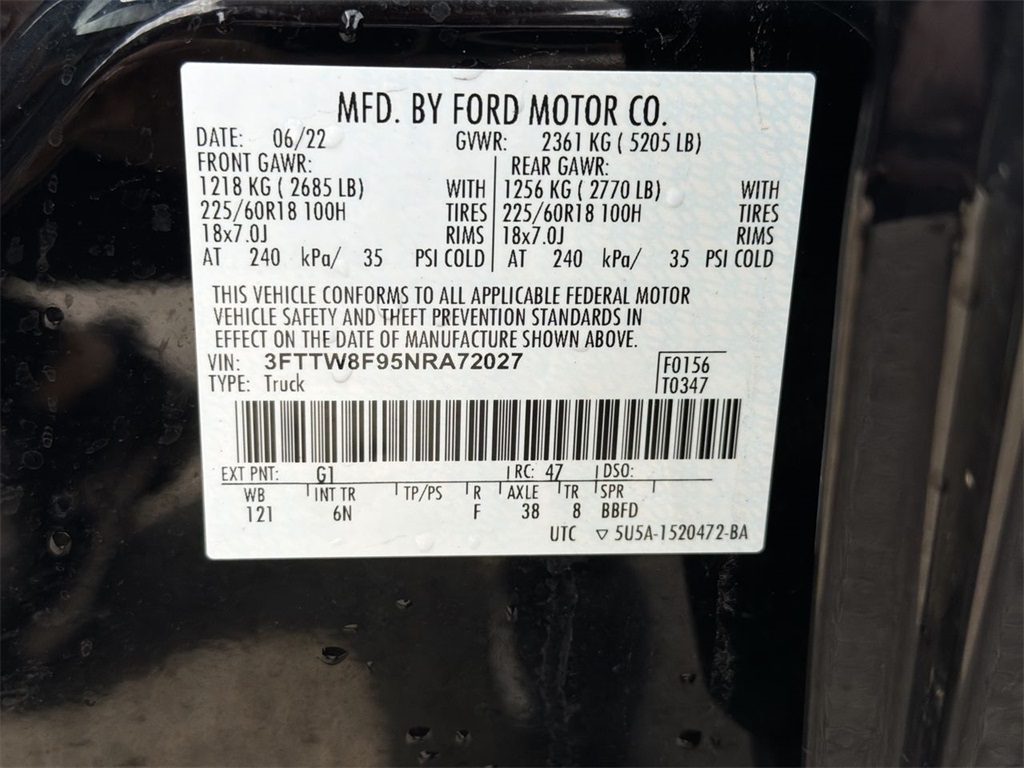 MFD. BY FORD MOTOR CO.
DATE: 06/22 GVWR: 2361 KG ( 5205 LB)
FRONT GAWR: REAR GAWR:
1218 KG ( 2685 LB) WITH 1256 KG ( 2770 LB) WITH
225/60R18 100H TIRES 225/60R18 100H TIRES
18x7.0J RIMS 18x7.0J RIMS
AT 240 kPa/ 35 PSI COLD AT 240 kPa/ 35 PSI COLD
THIS VEHICLE CONFORMS TO ALL APPLICABLE FEDERAL MOTOR
VEHICLE SAFETY AND THEFT PREVENTION STANDARDS IN
EFFECT ON THE DATE OF MANUFACTURE SHOWN ABOVE.
VIN: 3FTTW8F95NRA72027 F0156
TYPE: Truck T0347
EXT PNT: G1 RC: 47 DSO:
WB INT TR TP/PS R AXLE TR SPR
121 6N F 38 8 BBFD
UTC ▽ 5U5A-1520472-BA